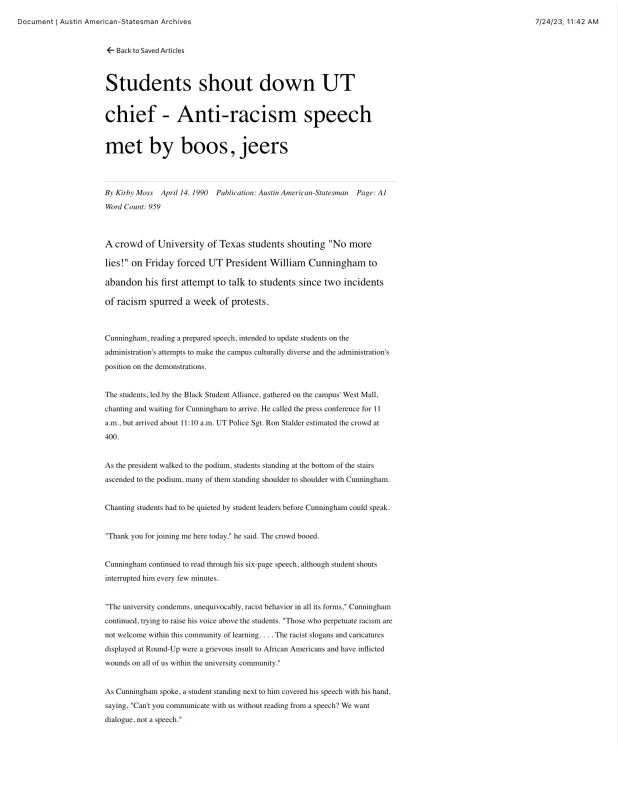 Document | Austin American-Statesman Archives
7/24/23, 11:42 AM
← Back to Saved Articles
Students shout down UT
chief - Anti-racism speech
met by boos, jeers
By Kirby Moss April 14, 1990 Publication: Austin American-Statesman Page: A1
Word Count: 959
A crowd of University of Texas students shouting "No more
lies!" on Friday forced UT President William Cunningham to
abandon his first attempt to talk to students since two incidents
of racism spurred a week of protests.
Cunningham, reading a prepared speech, intended to update students on the
administration's attempts to make the campus culturally diverse and the administration's
position on the demonstrations.
The students, led by the Black Student Alliance, gathered on the campus' West Mall,
chanting and waiting for Cunningham to arrive. He called the press conference for 11
a.m., but arrived about 11:10 a.m. UT Police Sgt. Ron Stalder estimated the crowd at
400.
As the president walked to the podium, students standing at the bottom of the stairs
ascended to the podium, many of them standing shoulder to shoulder with Cunningham.
Chanting students had to be quieted by student leaders before Cunningham could speak.
"Thank you for joining me here today," he said. The crowd booed.
Cunningham continued to read through his six-page speech, although student shouts
interrupted him every few minutes.
"The university condemns, unequivocally, racist behavior in all its forms," Cunningham
continued, trying to raise his voice above the students. "Those who perpetuate racism are
not welcome within this community of learning. . . . The racist slogans and caricatures
displayed at Round-Up were a grievous insult to African Americans and have inflicted
wounds on all of us within the university community."
As Cunningham spoke, a student standing next to him covered his speech with his hand,
saying, "Can't you communicate with us without reading from a speech? We want
dialogue, not a speech."